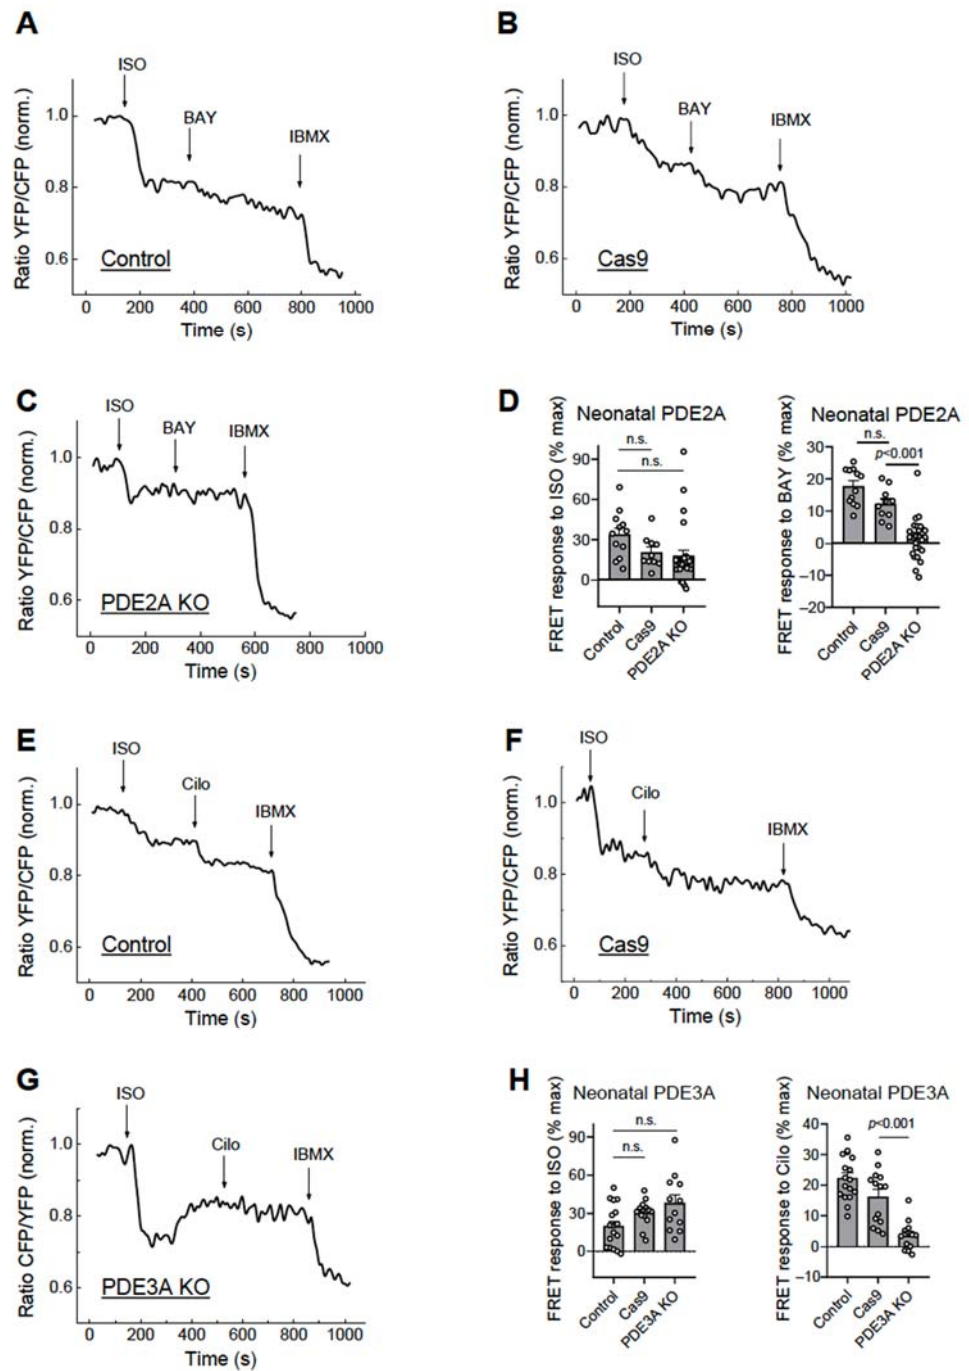 A
ISO
BAY
IBMX
Ratio YFP/CFP (norm.)
1.0
0.8
0.6
Control
0 200 400 600 800 1000
Time (s)
B
ISO
BAY
IBMX
Ratio YFP/CFP (norm.)
1.0
0.8
0.6
Cas9
0 200 400 600 800 1000
Time (s)
C
ISO
BAY
IBMX
Ratio YFP/CFP (norm.)
1.0
0.8
0.6
PDE2A KO
0 200 400 600 800 1000
Time (s)
D
Neonatal PDE2A
FRET response to ISO (% max)
90
60
30
0
n.s.
n.s.
Control
Cas9
PDE2A KO
Neonatal PDE2A
FRET response to BAY (% max)
30
20
10
0
−10
−20
n.s.
p<0.001
Control
Cas9
PDE2A KO
E
ISO
Cilo
IBMX
Ratio YFP/CFP (norm.)
1.0
0.8
0.6
Control
0 200 400 600 800 1000
Time (s)
F
ISO
Cilo
IBMX
Ratio YFP/CFP (norm.)
1.0
0.8
0.6
Cas9
0 200 400 600 800 1000
Time (s)
G
ISO
Cilo
IBMX
Ratio CFP/YFP (norm.)
1.0
0.8
0.6
PDE3A KO
0 200 400 600 800 1000
Time (s)
H
Neonatal PDE3A
FRET response to ISO (% max)
90
60
30
0
n.s.
n.s.
Control
Cas9
PDE3A KO
Neonatal PDE3A
FRET response to Cilo (% max)
40
30
20
10
0
−10
p<0.001
Control
Cas9
PDE3A KO